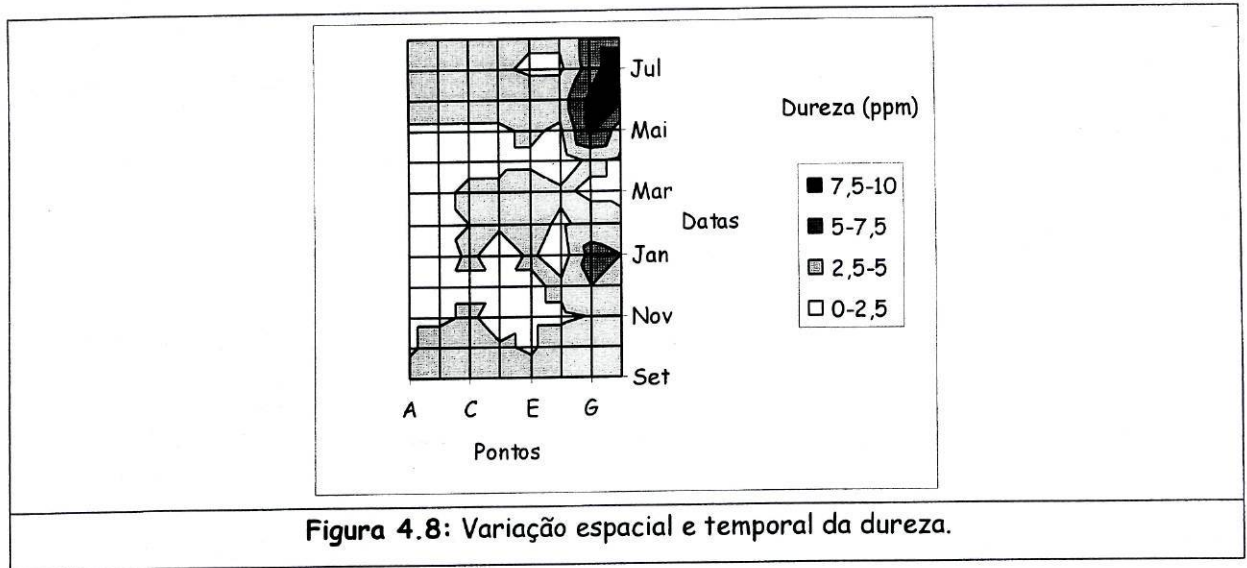 Jul
Mai
Mar
Jan
Nov
Set
Datas
A C E G
Pontos
Dureza (ppm)
7,5-10
5-7,5
2,5-5
0-2,5
Figura 4.8: Variação espacial e temporal da dureza.